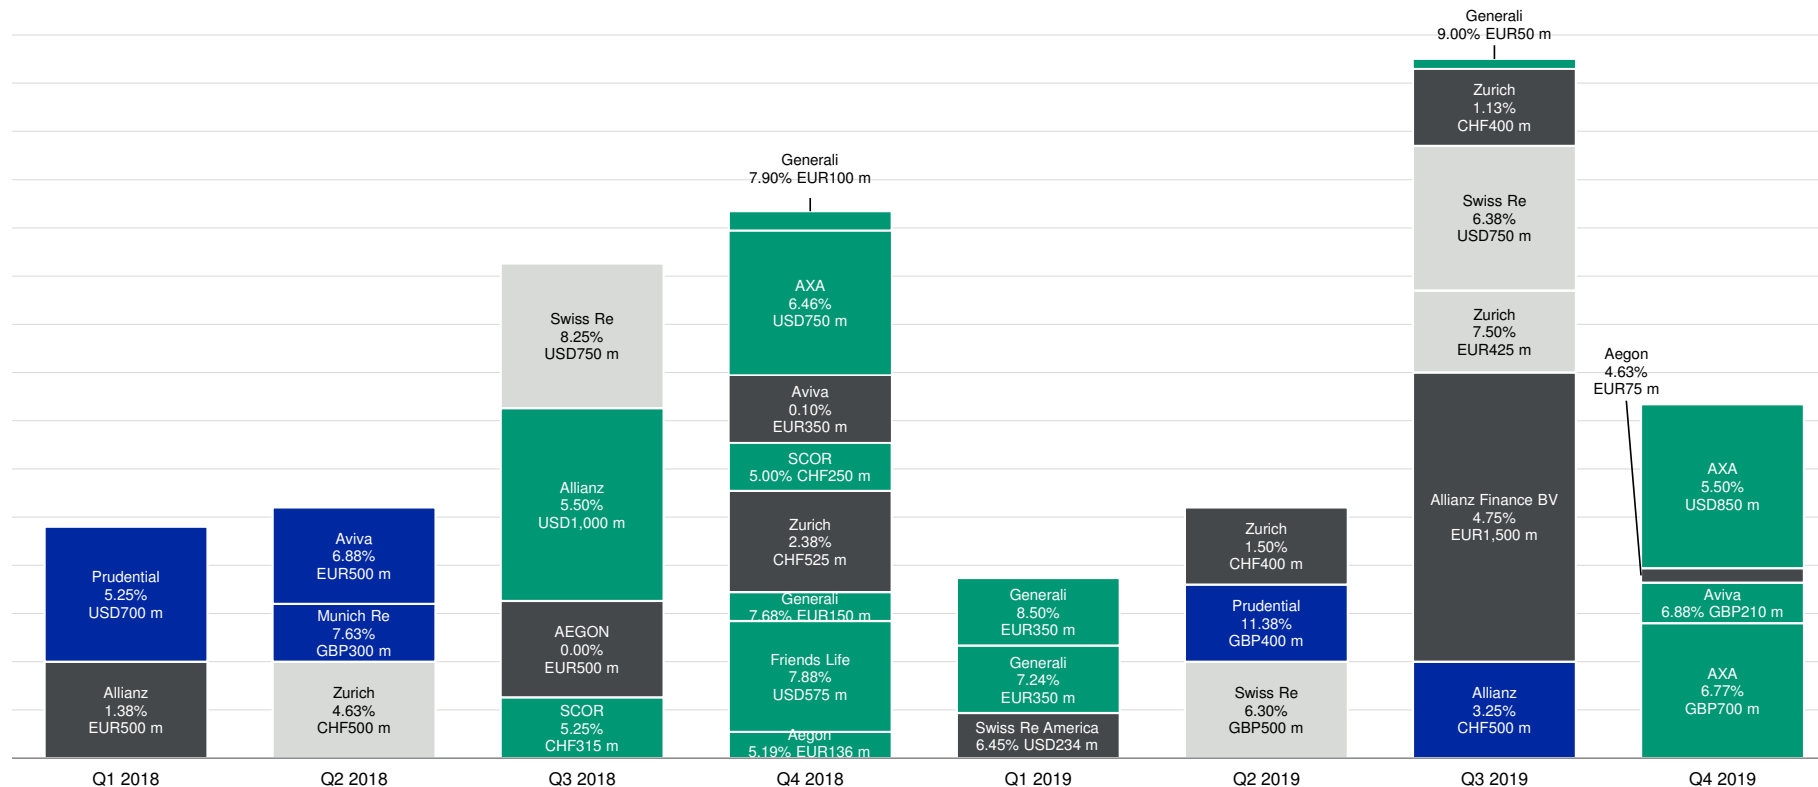 Prudential
5.25%
USD700 m
Allianz
1.38%
EUR500 m
Aviva
6.88%
EUR500 m
Munich Re
7.63%
GBP300 m
Zurich
4.63%
CHF500 m
Swiss Re
8.25%
USD750 m
Allianz
5.50%
USD1,000 m
AEGON
0.00%
EUR500 m
SCOR
5.25%
CHF315 m
Generali
7.90% EUR100 m
AXA
6.46%
USD750 m
Aviva
0.10%
EUR350 m
SCOR
5.00% CHF250 m
Zurich
2.38%
CHF525 m
Generali
7.68% EUR150 m
Friends Life
7.88%
USD575 m
Aegon
5.19% EUR136 m
Generali
8.50%
EUR350 m
Generali
7.24%
EUR350 m
Swiss Re America
6.45% USD234 m
Zurich
1.50%
CHF400 m
Prudential
11.38%
GBP400 m
Swiss Re
6.30%
GBP500 m
Generali
9.00% EUR50 m
Zurich
1.13%
CHF400 m
Swiss Re
6.38%
USD750 m
Zurich
7.50%
EUR425 m
Allianz Finance BV
4.75%
EUR1,500 m
Allianz
3.25%
CHF500 m
Aegon
4.63%
EUR75 m
AXA
5.50%
USD850 m
Aviva
6.88% GBP210 m
AXA
6.77%
GBP700 m
Q1 2018
Q2 2018
Q3 2018
Q4 2018
Q1 2019
Q2 2019
Q3 2019
Q4 2019